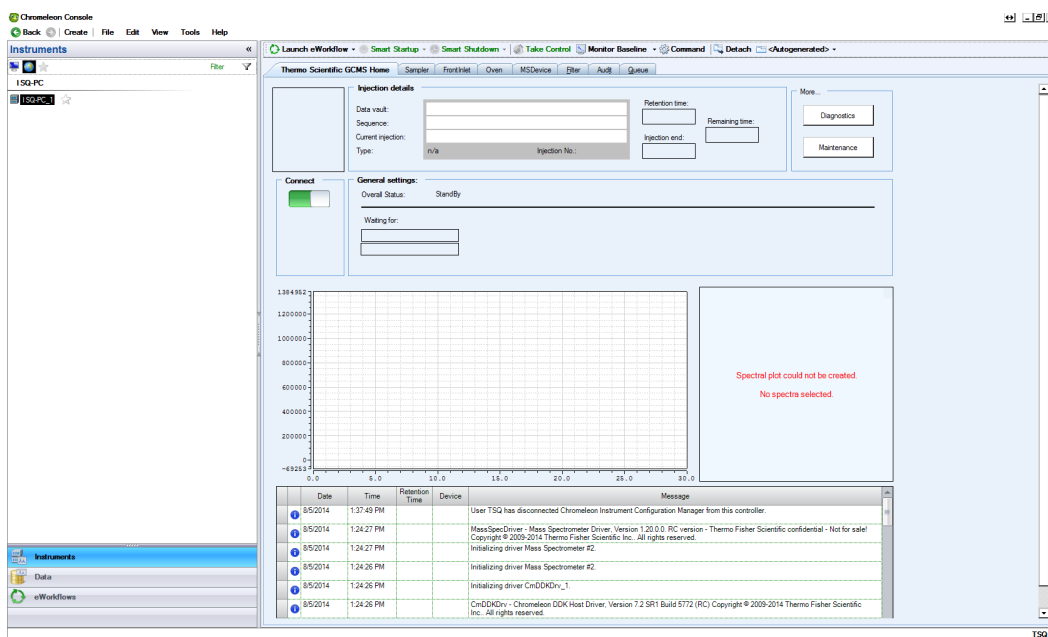 Chromeleon Console
Back Create File Edit View Tools Help
Instruments «
Filter
ISQ-PC
ISQ-PC_1
Instruments
Data
eWorkflows
Launch eWorkflow Smart Startup Smart Shutdown Take Control Monitor Baseline Command Detach <Autogenerated>
Thermo Scientific GCMS Home Sampler FrontInlet Oven MSDevice Filter Audit Queue
Injection details
Data vault:
Sequence:
Current injection:
Type: n/a Injection No.:
Retention time:
Remaining time:
Injection end:
More...
Diagnostics
Maintenance
Connect
General settings:
Overall Status: StandBy
Waiting for:
1384952
1200000
1000000
800000
600000
400000
200000
0
-69253
0.0 5.0 10.0 15.0 20.0 25.0 30.0
Spectral plot could not be created.
No spectra selected.
Date Time Retention Time Device Message
8/5/2014 1:37:49 PM User TSQ has disconnected Chromeleon Instrument Configuration Manager from this controller.
8/5/2014 1:24:27 PM MassSpecDriver - Mass Spectrometer Driver, Version 1.20.0.0. RC version - Thermo Fisher Scientific confidential - Not for sale!
Copyright © 2009-2014 Thermo Fisher Scientific Inc.. All rights reserved.
8/5/2014 1:24:27 PM Initializing driver Mass Spectrometer #2.
8/5/2014 1:24:26 PM Initializing driver Mass Spectrometer #2.
8/5/2014 1:24:26 PM Initializing driver CmDDKDrv_1.
8/5/2014 1:24:26 PM CmDDKDrv - Chromeleon DDK Host Driver, Version 7.2 SR1 Build 5772 (RC) Copyright © 2009-2014 Thermo Fisher Scientific
Inc.. All rights reserved.
TSQ